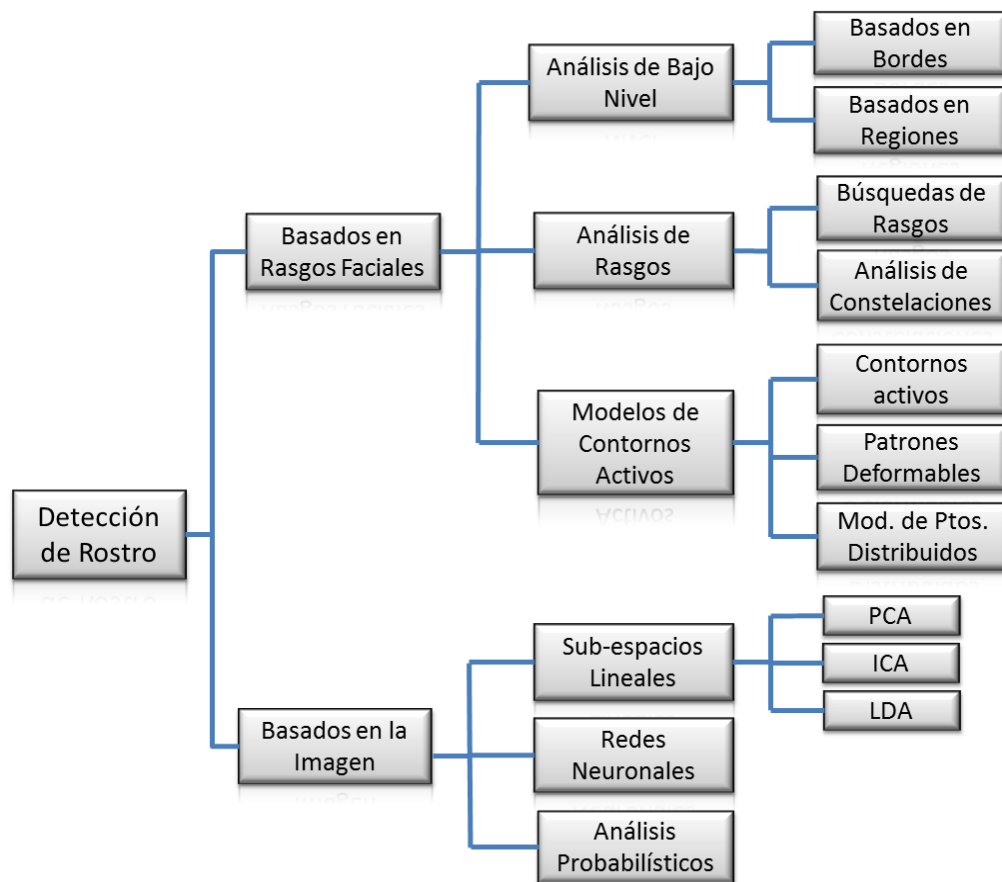 Detección
de Rostro
Basados en
Rasgos Faciales
Análisis de Bajo
Nivel
Basados en
Bordes
Basados en
Regiones
Análisis de
Rasgos
Búsquedas de
Rasgos
Análisis de
Constelaciones
Modelos de
Contornos
Activos
Contornos
activos
Patrones
Deformables
Mod. de Ptos.
Distribuidos
Basados en la
Imagen
Sub-espacios
Lineales
PCA
ICA
LDA
Redes
Neuronales
Análisis
Probabilísticos